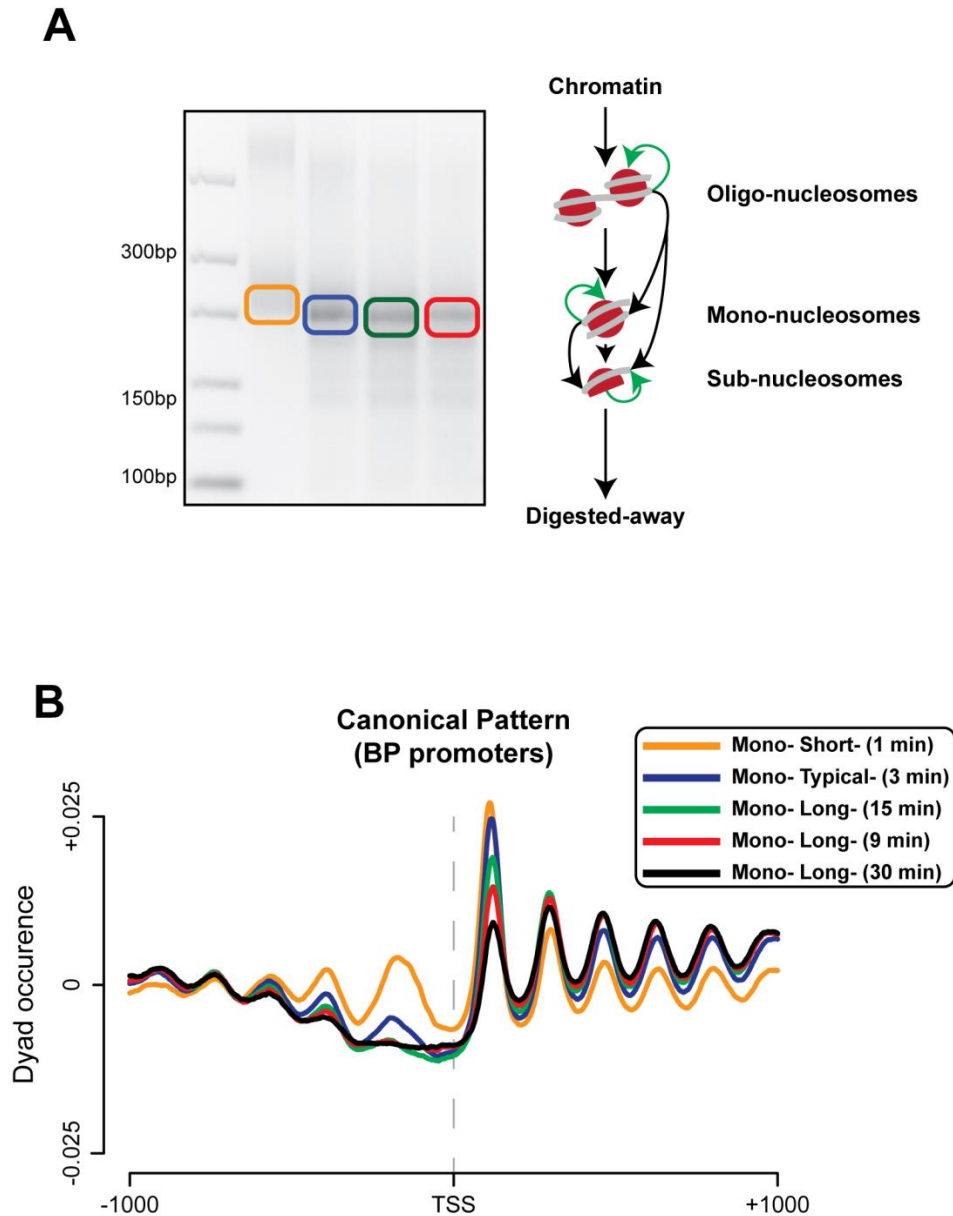 A
Chromatin
300bp
150bp
100bp
Oligo-nucleosomes
Mono-nucleosomes
Sub-nucleosomes
Digested-away
B
Canonical Pattern
(BP promoters)
Mono- Short- (1 min)
Mono- Typical- (3 min)
Mono- Long- (15 min)
Mono- Long- (9 min)
Mono- Long- (30 min)
Dyad occurence
+0.025
0
-0.025
-1000
TSS
+1000